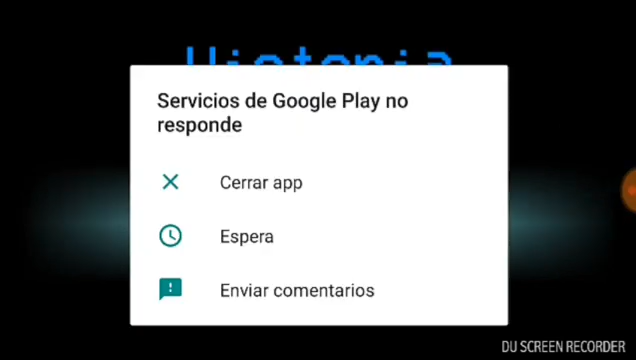 Servicios de Google Play no
responde
Cerrar app
Espera
Enviar comentarios
DU SCREEN RECORDER